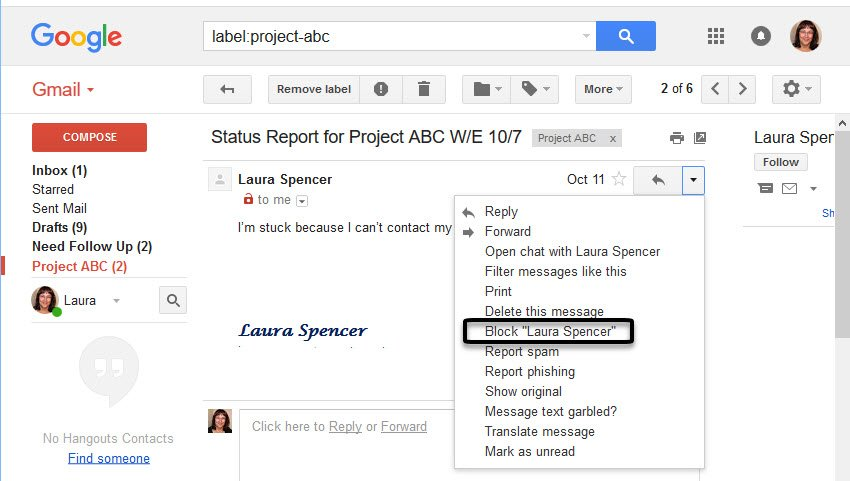 Google
label:project-abc
Gmail
Remove label
More
2 of 6
COMPOSE
Inbox (1)
Starred
Sent Mail
Drafts (9)
Need Follow Up (2)
Project ABC (2)
Laura
No Hangouts Contacts
Find someone
Status Report for Project ABC W/E 10/7
Project ABC x
Laura Spencer
Oct 11
to me
I'm stuck because I can't contact my
Laura Spencer
Click here to Reply or Forward
Reply
Forward
Open chat with Laura Spencer
Filter messages like this
Print
Delete this message
Block "Laura Spencer"
Report spam
Report phishing
Show original
Message text garbled?
Translate message
Mark as unread
Laura Spenc
Follow
Sh